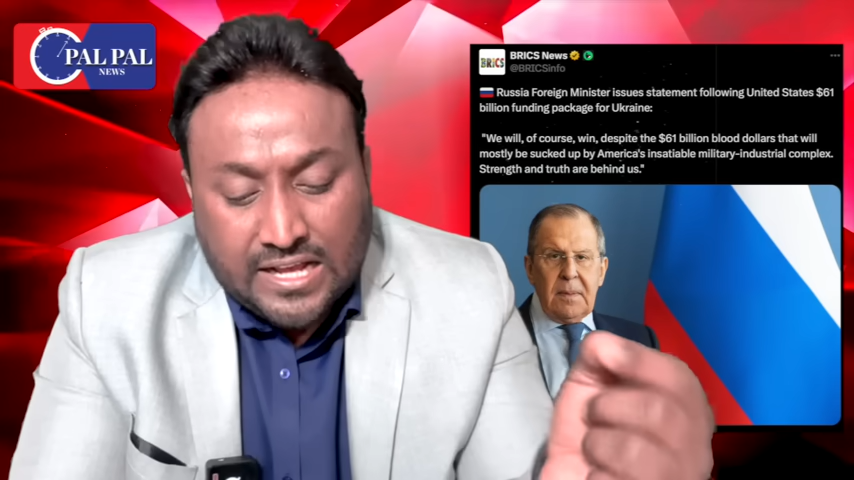 PAL PAL
NEWS
BRICS News
BRICS
@BRICSinfo
Russia Foreign Minister issues statement following United States $61
billion funding package for Ukraine:
"We will, of course, win, despite the $61 billion blood dollars that will
mostly be sucked up by America's insatiable military-industrial complex.
Strength and truth are behind us."